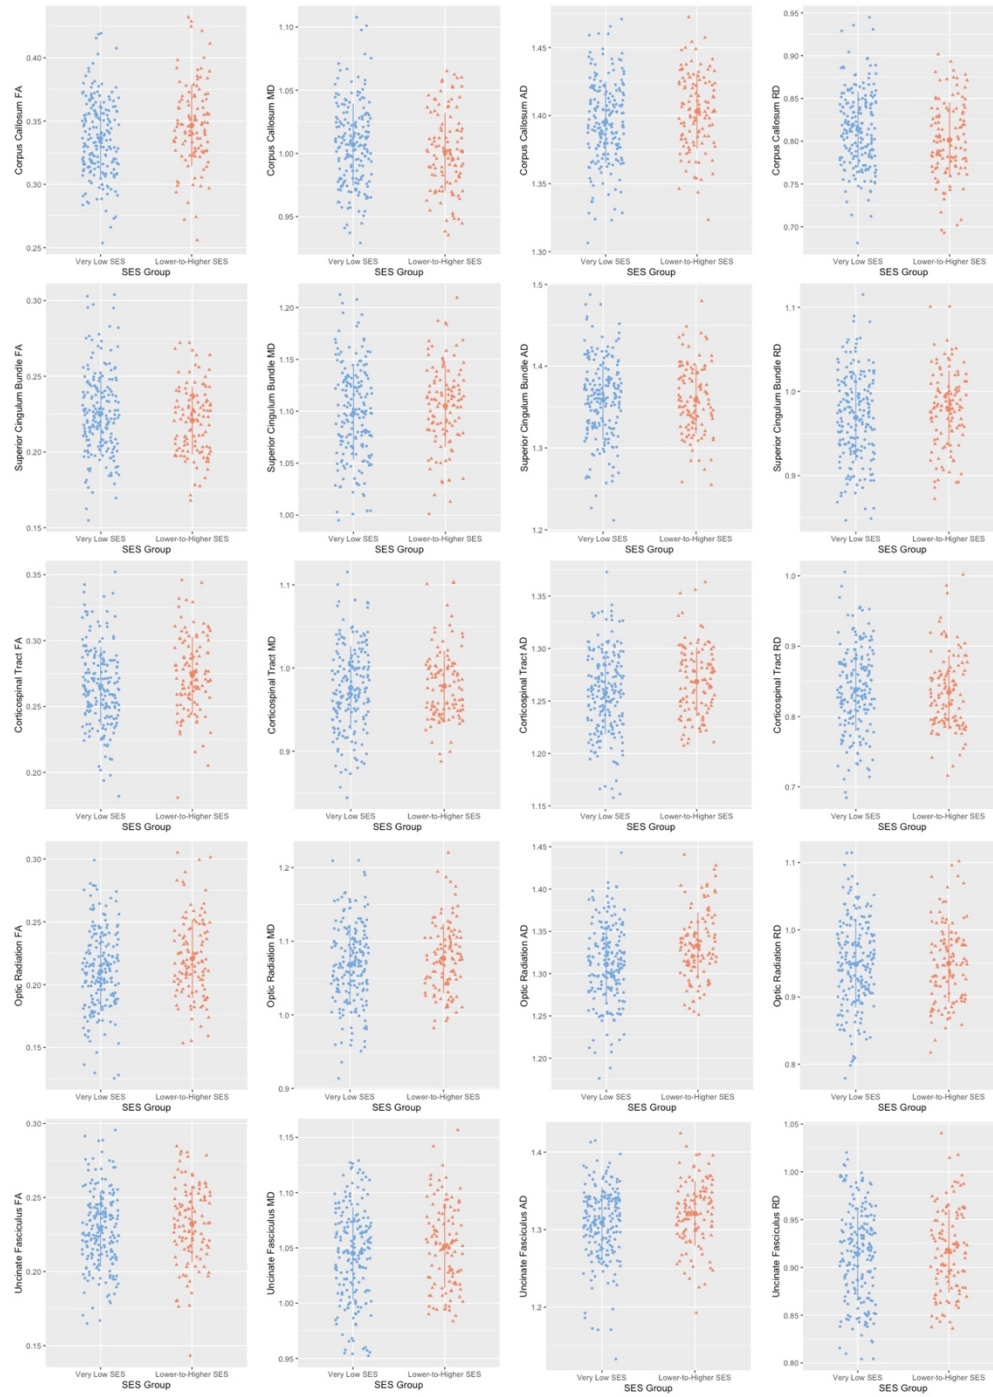 Corpus Callosum FA
0.40
0.35
0.30
0.25
Very Low SES Lower-to-Higher SES
SES Group
Corpus Callosum MD
1.10
1.05
1.00
0.95
Very Low SES Lower-to-Higher SES
SES Group
Corpus Callosum AD
1.45
1.40
1.35
1.30
Very Low SES Lower-to-Higher SES
SES Group
Corpus Callosum RD
0.95
0.90
0.85
0.80
0.75
0.70
Very Low SES Lower-to-Higher SES
SES Group
Superior Cingulum Bundle FA
0.30
0.25
0.20
0.15
Very Low SES Lower-to-Higher SES
SES Group
Superior Cingulum Bundle MD
1.20
1.15
1.10
1.05
1.00
Very Low SES Lower-to-Higher SES
SES Group
Superior Cingulum Bundle AD
1.5
1.4
1.3
1.2
Very Low SES Lower-to-Higher SES
SES Group
Superior Cingulum Bundle RD
1.1
1.0
0.9
Very Low SES Lower-to-Higher SES
SES Group
Corticospinal Tract FA
0.35
0.30
0.25
0.20
Very Low SES Lower-to-Higher SES
SES Group
Corticospinal Tract MD
1.1
1.0
0.9
Very Low SES Lower-to-Higher SES
SES Group
Corticospinal Tract AD
1.35
1.30
1.25
1.20
1.15
Very Low SES Lower-to-Higher SES
SES Group
Corticospinal Tract RD
1.0
0.9
0.8
0.7
Very Low SES Lower-to-Higher SES
SES Group
Optic Radiation FA
0.30
0.25
0.20
0.15
Very Low SES Lower-to-Higher SES
SES Group
Optic Radiation MD
1.2
1.1
1.0
0.9
Very Low SES Lower-to-Higher SES
SES Group
Optic Radiation AD
1.45
1.40
1.35
1.30
1.25
1.20
Very Low SES Lower-to-Higher SES
SES Group
Optic Radiation RD
1.1
1.0
0.9
0.8
Very Low SES Lower-to-Higher SES
SES Group
Uncinate Fasciculus FA
0.30
0.25
0.20
0.15
Very Low SES Lower-to-Higher SES
SES Group
Uncinate Fasciculus MD
1.15
1.10
1.05
1.00
0.95
Very Low SES Lower-to-Higher SES
SES Group
Uncinate Fasciculus AD
1.4
1.3
1.2
Very Low SES Lower-to-Higher SES
SES Group
Uncinate Fasciculus RD
1.05
1.00
0.95
0.90
0.85
0.80
Very Low SES Lower-to-Higher SES
SES Group